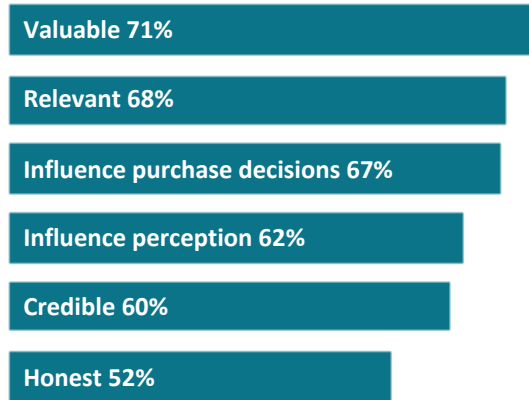 Valuable 71%
Relevant 68%
Influence purchase decisions 67%
Influence perception 62%
Credible 60%
Honest 52%